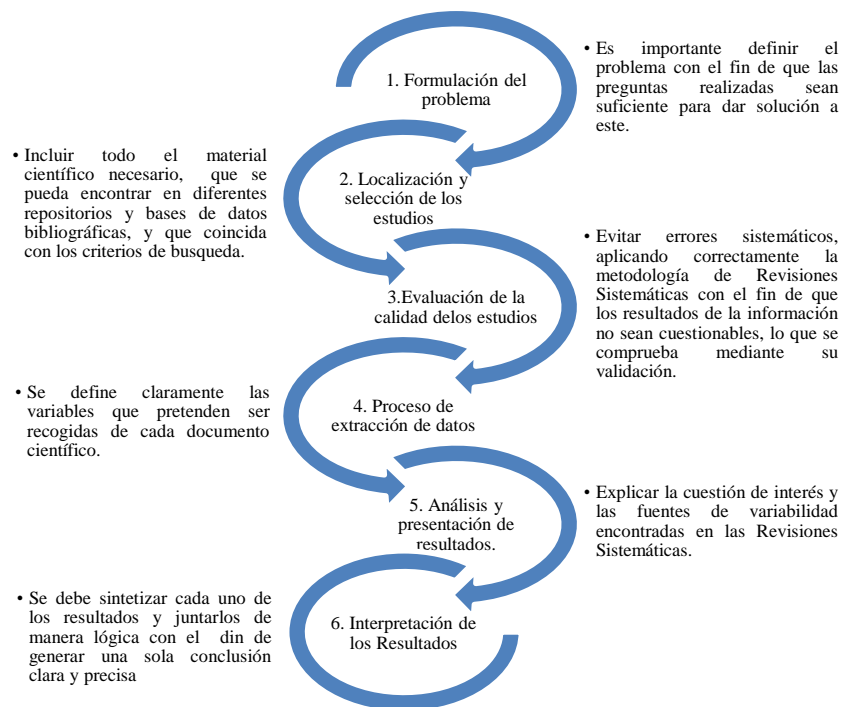 1. Formulación del
problema
• Es importante definir el
problema con el fin de que las
preguntas realizadas sean
suficiente para dar solución a
este.
2. Localización y
selección de los
estudios
• Incluir todo el material
científico necesario, que se
pueda encontrar en diferentes
repositorios y bases de datos
bibliográficas, y que coincida
con los criterios de busqueda.
3.Evaluación de la
calidad delos estudios
• Evitar errores sistemáticos,
aplicando correctamente la
metodología de Revisiones
Sistemáticas con el fin de que
los resultados de la información
no sean cuestionables, lo que se
comprueba mediante su
validación.
4. Proceso de
extracción de datos
• Se define claramente las
variables que pretenden ser
recogidas de cada documento
científico.
5. Análisis y
presentación de
resultados.
• Explicar la cuestión de interés y
las fuentes de variabilidad
encontradas en las Revisiones
Sistemáticas.
6. Interpretación de
los Resultados
• Se debe sintetizar cada uno de
los resultados y juntarlos de
manera lógica con el din de
generar una sola conclusión
clara y precisa